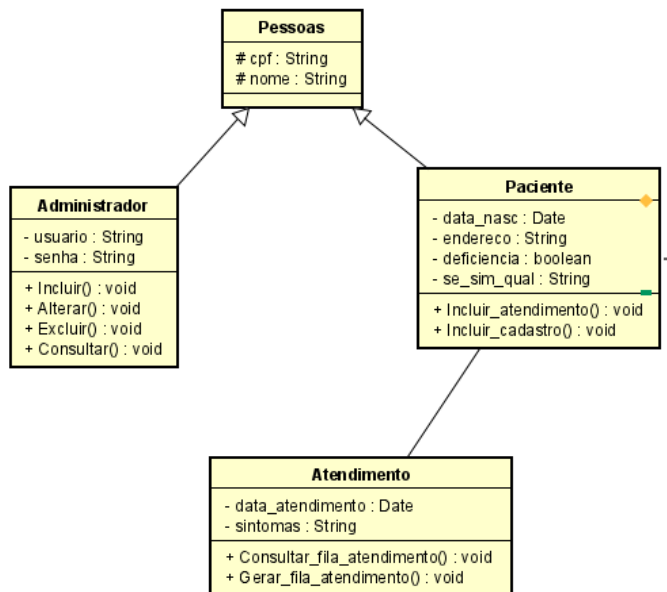 Pessoas
# cpf : String
# nome : String
Administrador
- usuario : String
- senha : String
+ Incluir() : void
+ Alterar() : void
+ Excluir() : void
+ Consultar() : void
Paciente
- data_nasc : Date
- endereco : String
- deficiencia : boolean
- se_sim_qual : String
+ Incluir_atendimento() : void
+ Incluir_cadastro() : void
Atendimento
- data_atendimento : Date
- sintomas : String
+ Consultar_fila_atendimento() : void
+ Gerar_fila_atendimento() : void